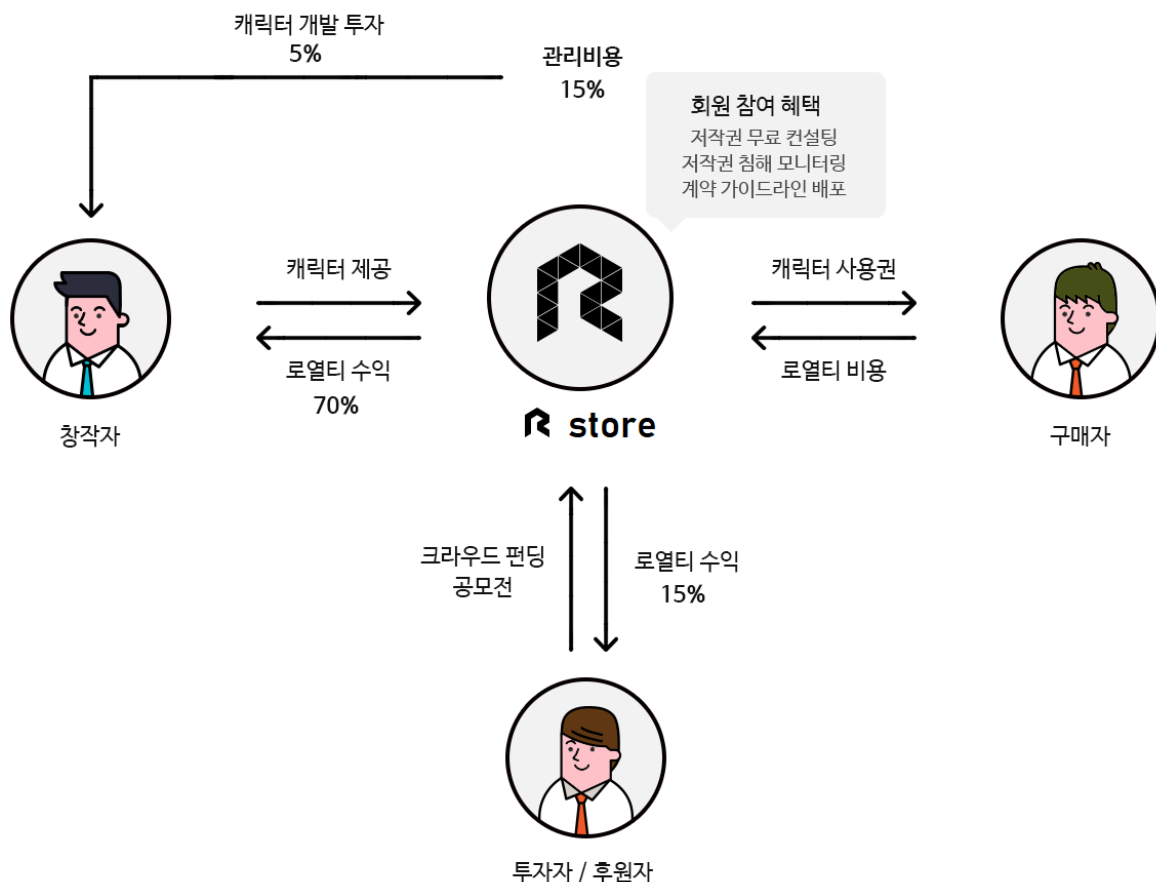 캐릭터 개발 투자
5%
관리비용
15%
회원 참여 혜택
저작권 무료 컨설팅
저작권 침해 모니터링
계약 가이드라인 배포
캐릭터 제공
로열티 수익
70%
창작자
R store
캐릭터 사용권
로열티 비용
구매자
크라우드 펀딩
공모전
로열티 수익
15%
투자자 / 후원자